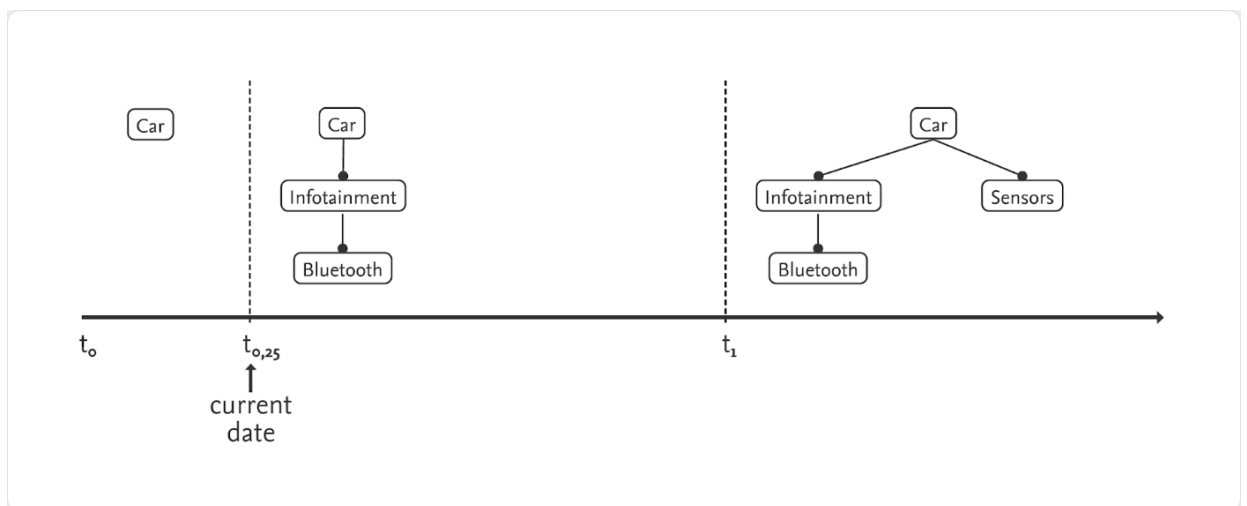 Car
Car
Car
Infotainment
Infotainment
Sensors
Bluetooth
Bluetooth
t₀
t₀,₂₅
t₁
current
date